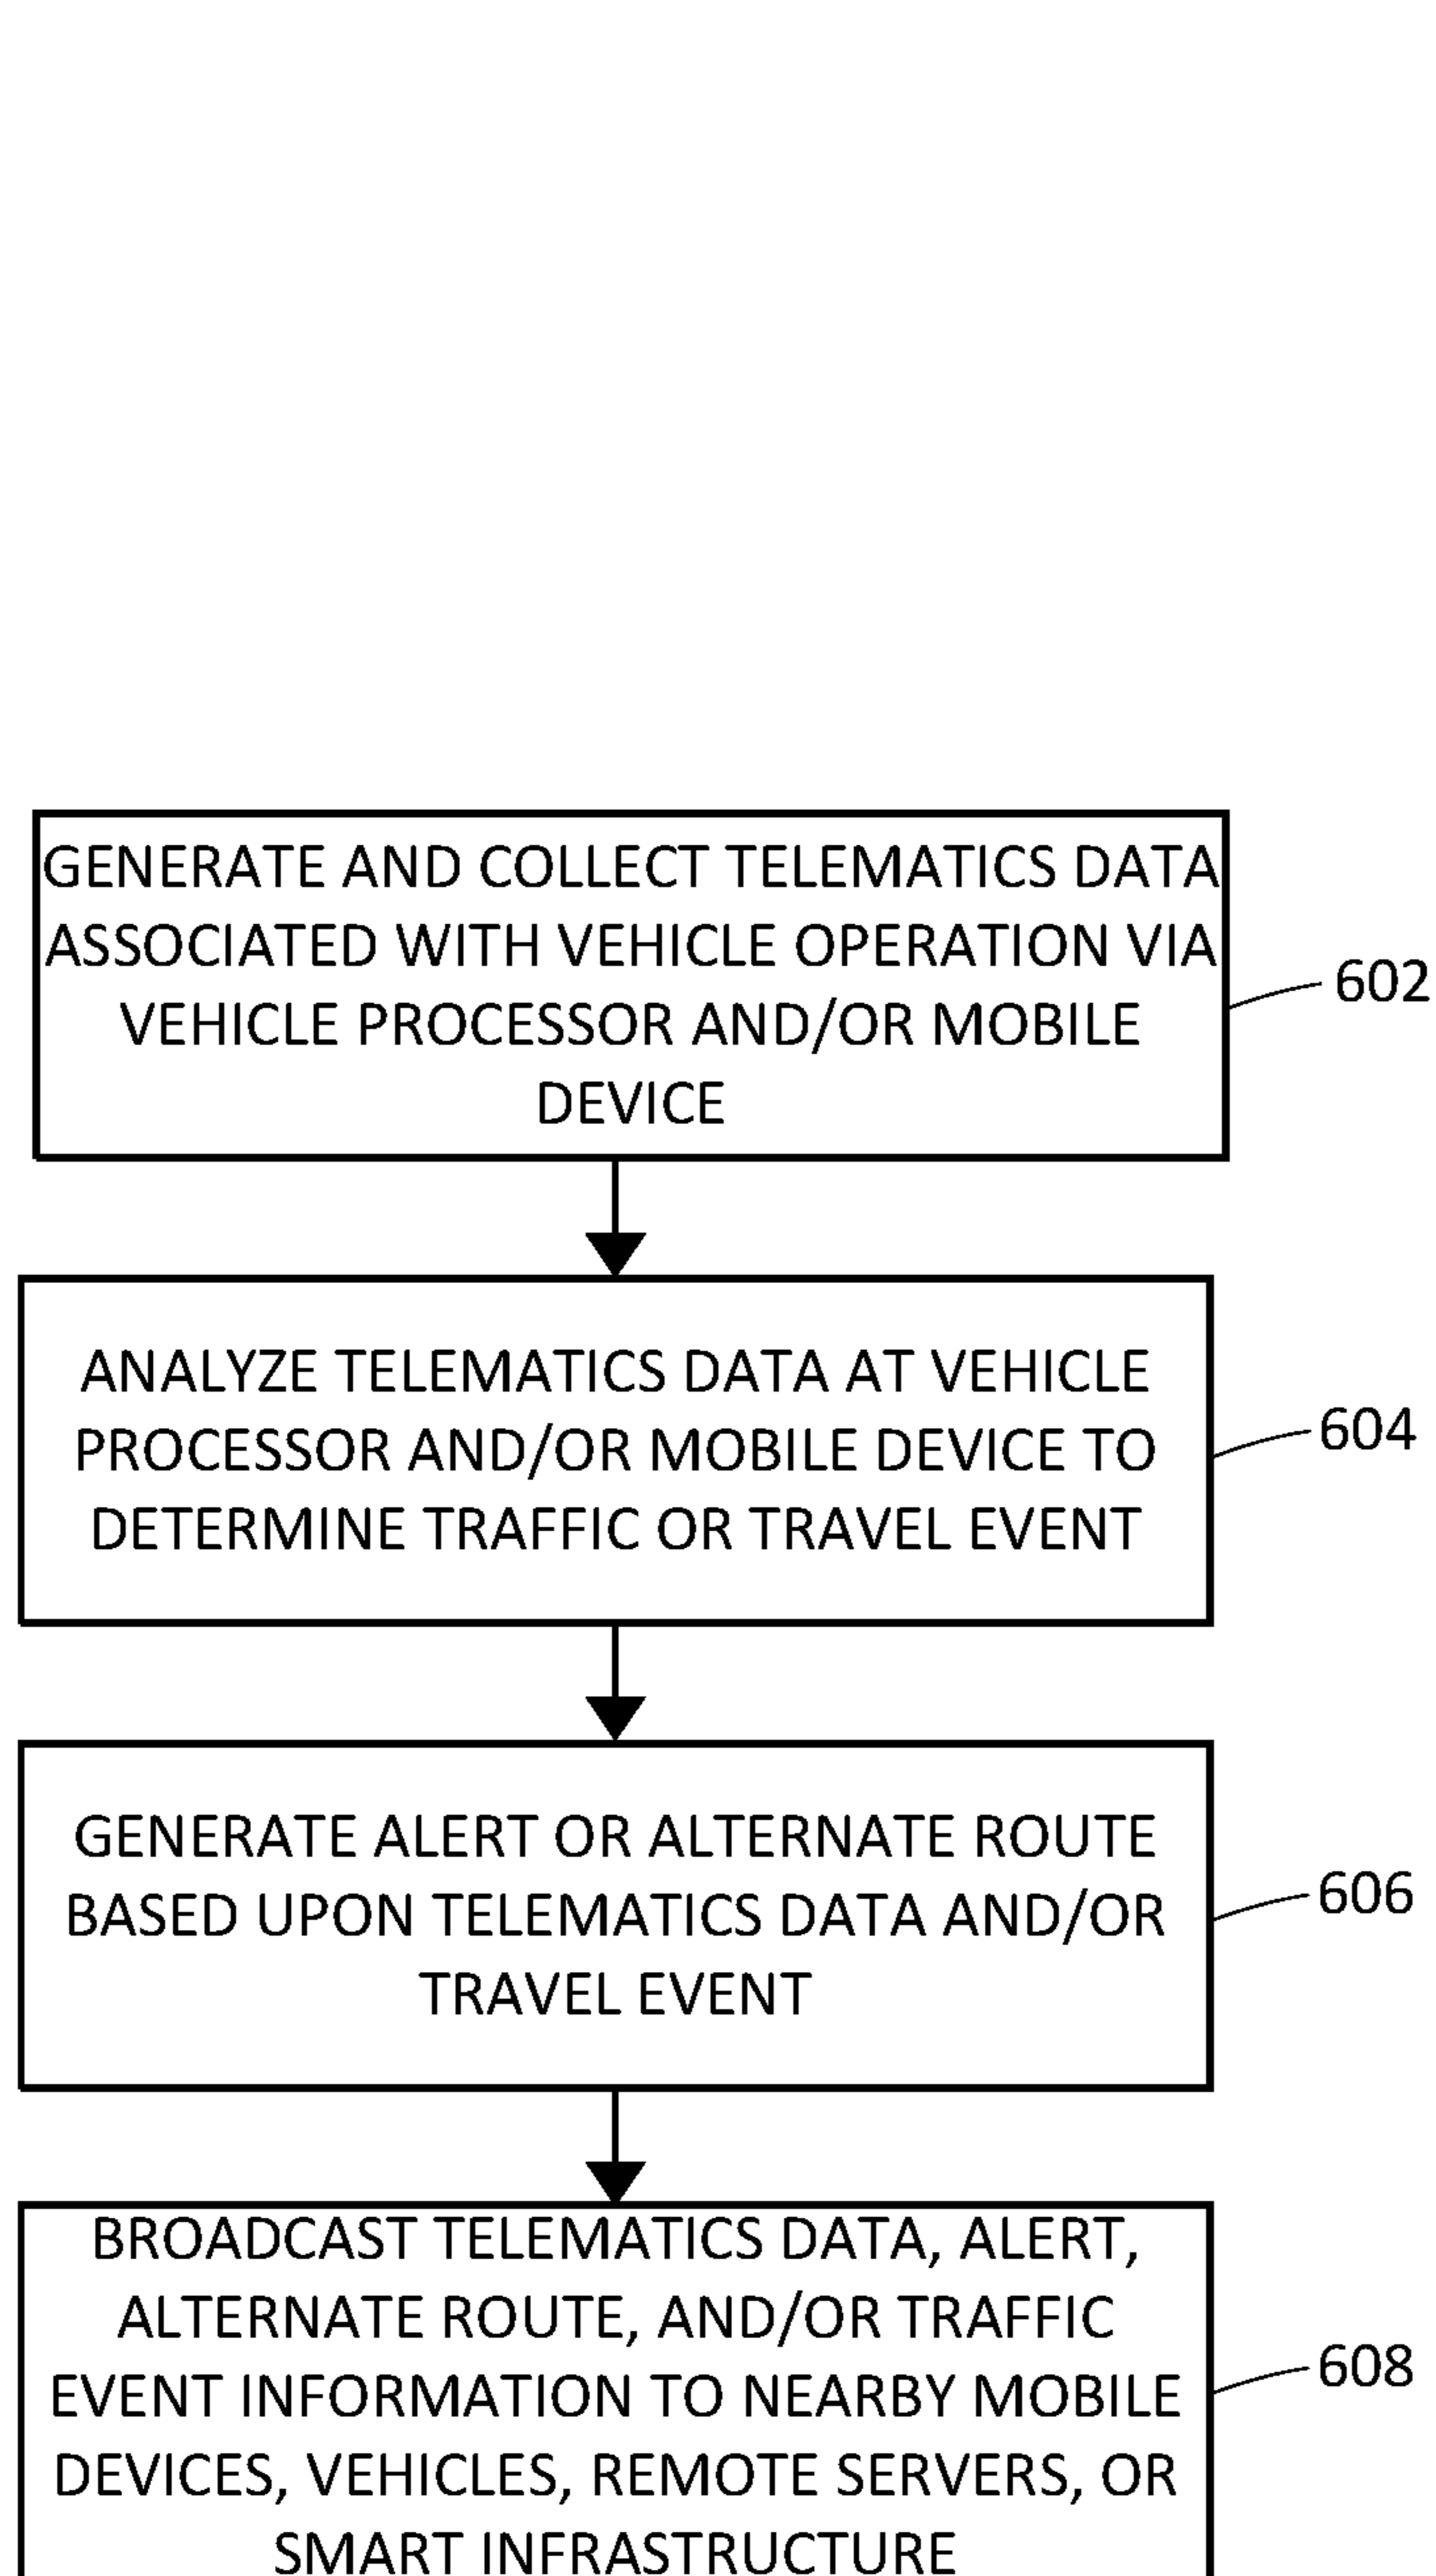 GENERATE AND COLLECT TELEMATICS DATA
ASSOCIATED WITH VEHICLE OPERATION VIA
VEHICLE PROCESSOR AND/OR MOBILE
DEVICE
602
ANALYZE TELEMATICS DATA AT VEHICLE
PROCESSOR AND/OR MOBILE DEVICE TO
DETERMINE TRAFFIC OR TRAVEL EVENT
604
GENERATE ALERT OR ALTERNATE ROUTE
BASED UPON TELEMATICS DATA AND/OR
TRAVEL EVENT
606
BROADCAST TELEMATICS DATA, ALERT,
ALTERNATE ROUTE, AND/OR TRAFFIC
EVENT INFORMATION TO NEARBY MOBILE
DEVICES, VEHICLES, REMOTE SERVERS, OR
SMART INFRASTRUCTURE
608